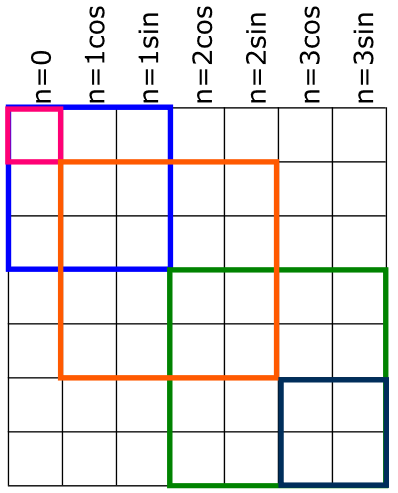 n=0
n=1cos
n=1sin
n=2cos
n=2sin
n=3cos
n=3sin